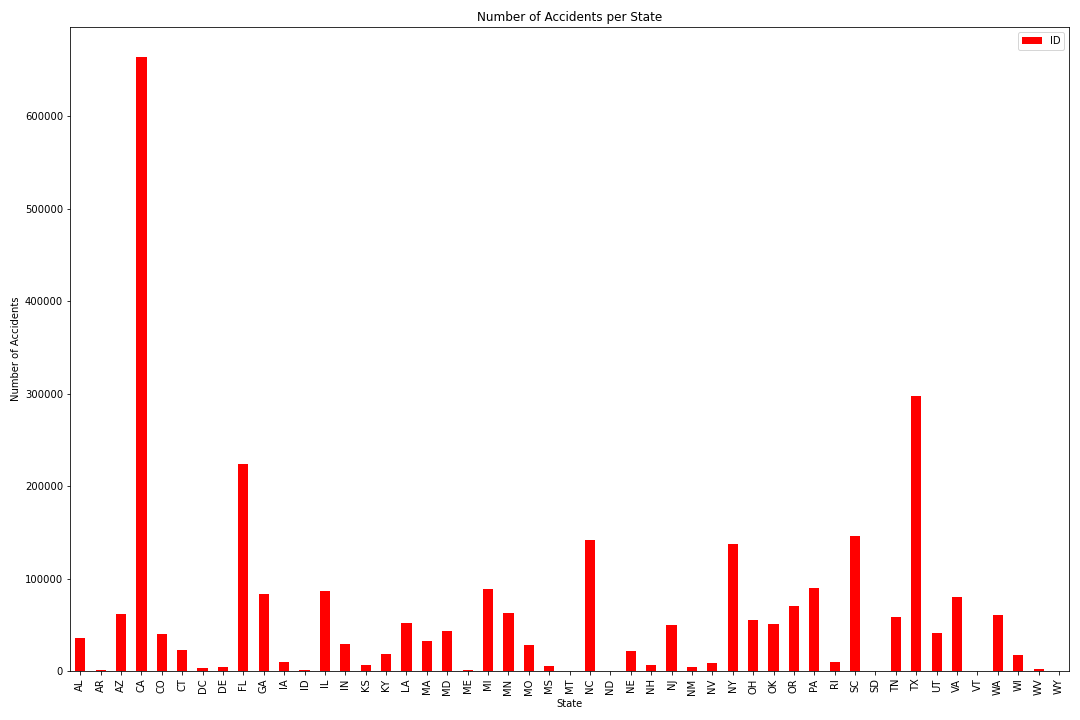 Number of Accidents per State
ID
Number of Accidents
600000
500000
400000
300000
200000
100000
0
AL AR AZ CA CO CT DC DE FL GA IA ID IL IN KS KY LA MA MD ME MI MN MO MS MT NC ND NE NH NJ NM NV NY OH OK OR PA RI SC SD TN TX UT VA VT WA WI WV WY
State